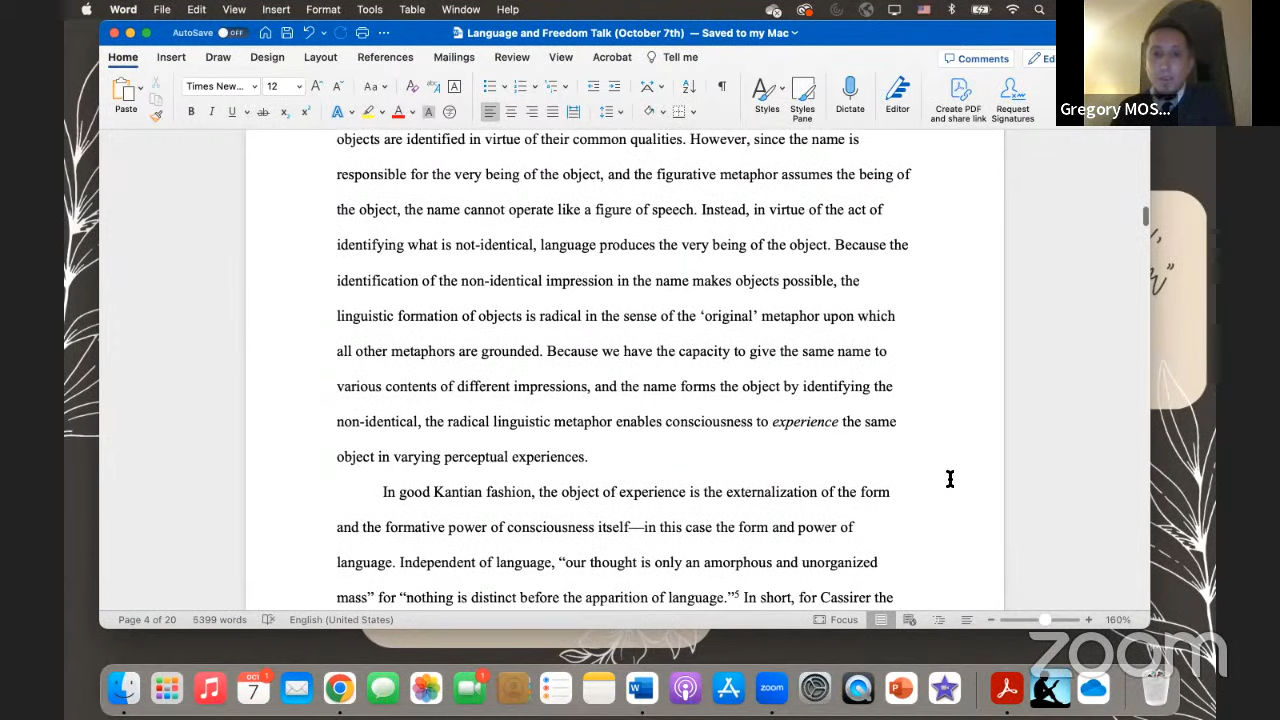 Word File Edit View Insert Format Tools Table Window Help
AutoSave OFF Language and Freedom Talk (October 7th) — Saved to my Mac
Home Insert Draw Design Layout References Mailings Review View Acrobat Tell me Comments
Paste Times New... 12 Aa Styles Styles Pane Dictate Editor Create PDF and share link Request Signatures
Gregory MOS...
objects are identified in virtue of their common qualities. However, since the name is
responsible for the very being of the object, and the figurative metaphor assumes the being of
the object, the name cannot operate like a figure of speech. Instead, in virtue of the act of
identifying what is not-identical, language produces the very being of the object. Because the
identification of the non-identical impression in the name makes objects possible, the
linguistic formation of objects is radical in the sense of the ‘original’ metaphor upon which
all other metaphors are grounded. Because we have the capacity to give the same name to
various contents of different impressions, and the name forms the object by identifying the
non-identical, the radical linguistic metaphor enables consciousness to experience the same
object in varying perceptual experiences.
In good Kantian fashion, the object of experience is the externalization of the form
and the formative power of consciousness itself—in this case the form and power of
language. Independent of language, “our thought is only an amorphous and unorganized
mass” for “nothing is distinct before the apparition of language.”5 In short, for Cassirer the
Page 4 of 20 5399 words English (United States) Focus 160%
zoom
OCT 7 zoom